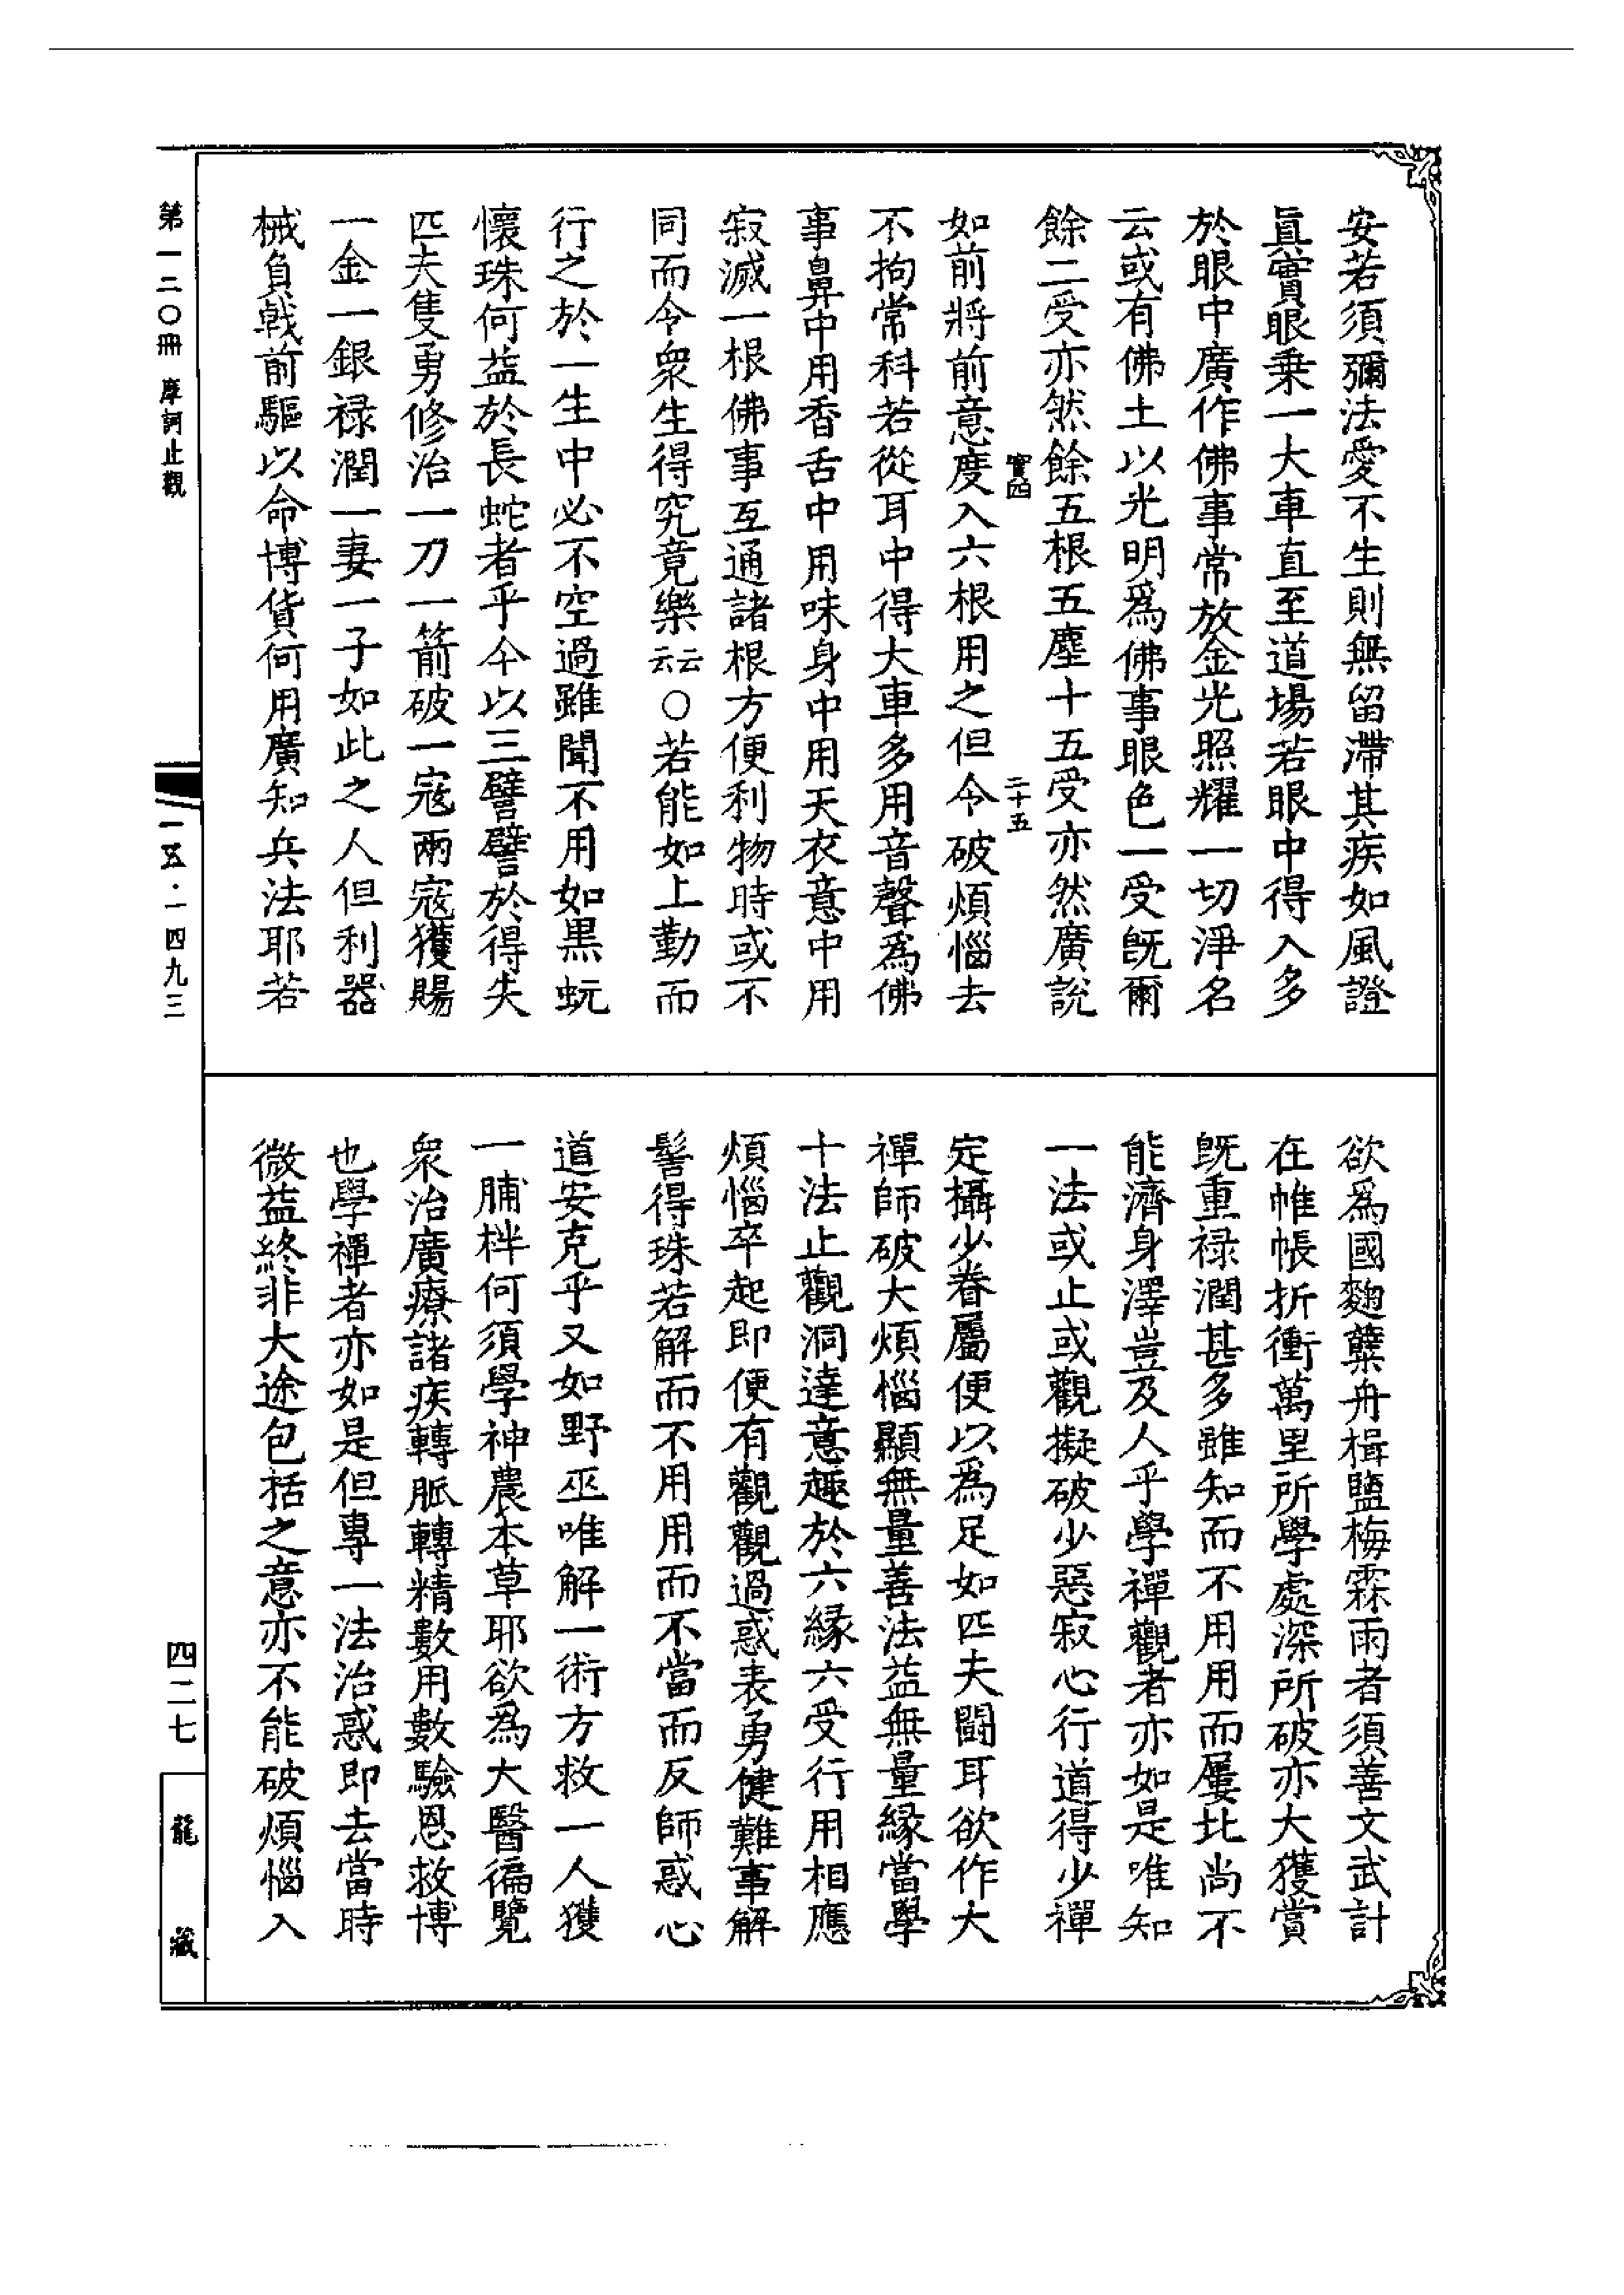 安若須彌法愛不生則無留滯其疾如風證
眞實眼乗一大車直至道場若眼中得入多
於眼中廣作佛事常放金光照耀一切淨名
云或有佛土以光明爲佛事眼色一受旣爾
餘二受亦然餘五根五塵十五受亦然廣說
實四 二十五
如前將前意度入六根用之但令破煩惱去
不拘常科若從耳中得大車多用音聲爲佛
事鼻中用香舌中用味身中用天衣意中用
寂滅一根佛事互通諸根方便利物時或不
同而令衆生得究竟樂云云○若能如上勤而
行之於一生中必不空過雖聞不用如黒蚖
懷珠何益於長蛇者乎今以三譬譬於得失
匹夫隻勇修治一刀一箭破一寇兩寇獲賜
一金一銀禄潤一妻一子如此之人但利器
械負戟前驅以命博貨何用廣知兵法耶若
欲爲國麴糵舟楫鹽梅霖雨者須善文武計
在帷帳折衝萬里所學處深所破亦大獲賞
旣重禄潤甚多雖知而不用用而屢北尚不
能濟身澤豈及人乎學禪觀者亦如是唯知
一法或止或觀擬破少惡寂心行道得少禪
定攝少眷屬便以爲足如匹夫鬪耳欲作大
禪師破大煩惱顯無量善法益無量緣當學
十法止觀洞達意趣於六緣六受行用相應
煩惱卒起即便有觀觀過惑表勇健難事解
髻得珠若解而不用用而不當而反師惑心
道安克乎又如野巫唯解一術方救一人獲
一脯柈何須學神農本草耶欲爲大醫徧覽
衆治廣療諸疾轉脈轉精數用數驗恩救博
也學禪者亦如是但專一法治惑即去當時
微益終非大途包括之意亦不能破煩惱入
第一二〇冊 摩訶止觀
一五·一四九三
四二七
龍藏